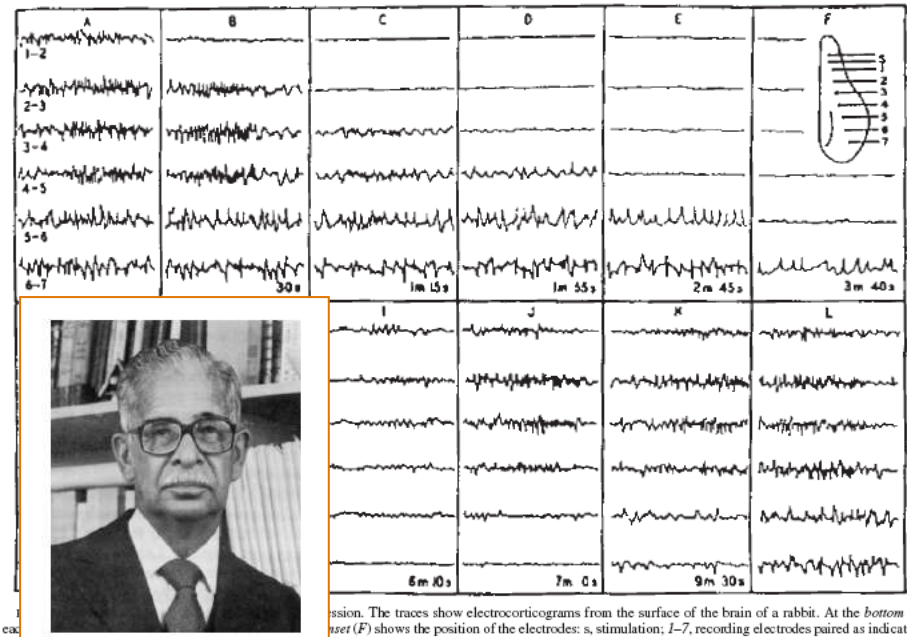 A B C D E F
1-2
2-3
3-4
4-5
5-6
6-7
S
1
2
3
4
5
6
7
30s 1m 15s 1m 55s 2m 45s 3m 40s
I J K L
6m 10s 7m 0s 9m 30s
ession. The traces show electrocorticograms from the surface of the brain of a rabbit. At the bottom
nset (F) shows the position of the electrodes: s, stimulation; 1–7, recording electrodes paired as indicat